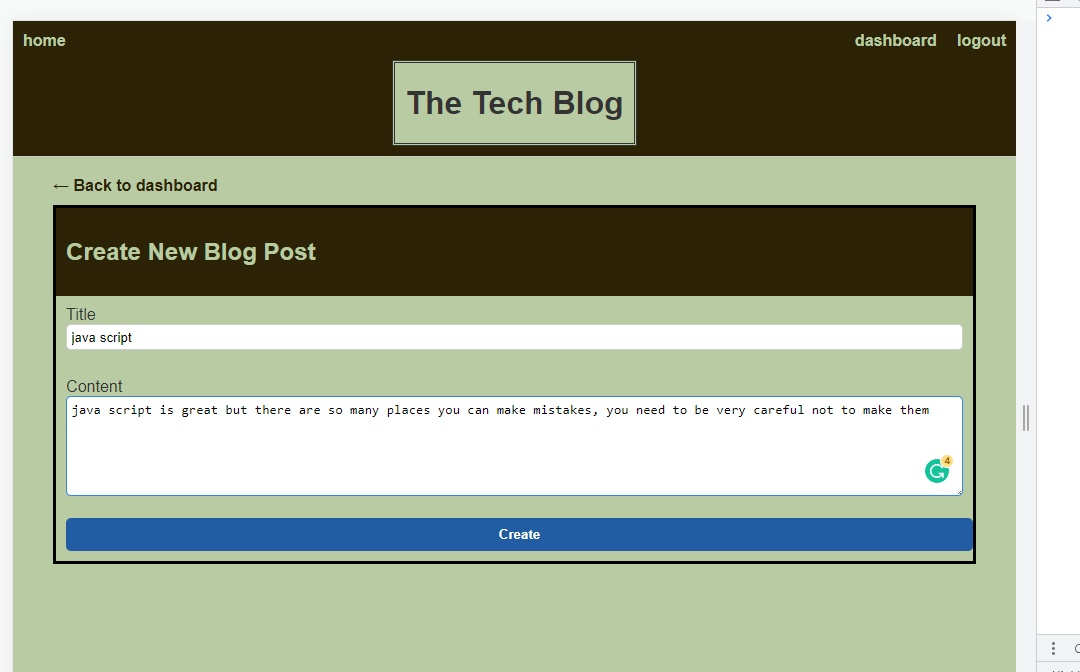 home dashboard logout
The Tech Blog
← Back to dashboard
Create New Blog Post
Title
java script
Content
java script is great but there are so many places you can make mistakes, you need to be very careful not to make them
4
Create